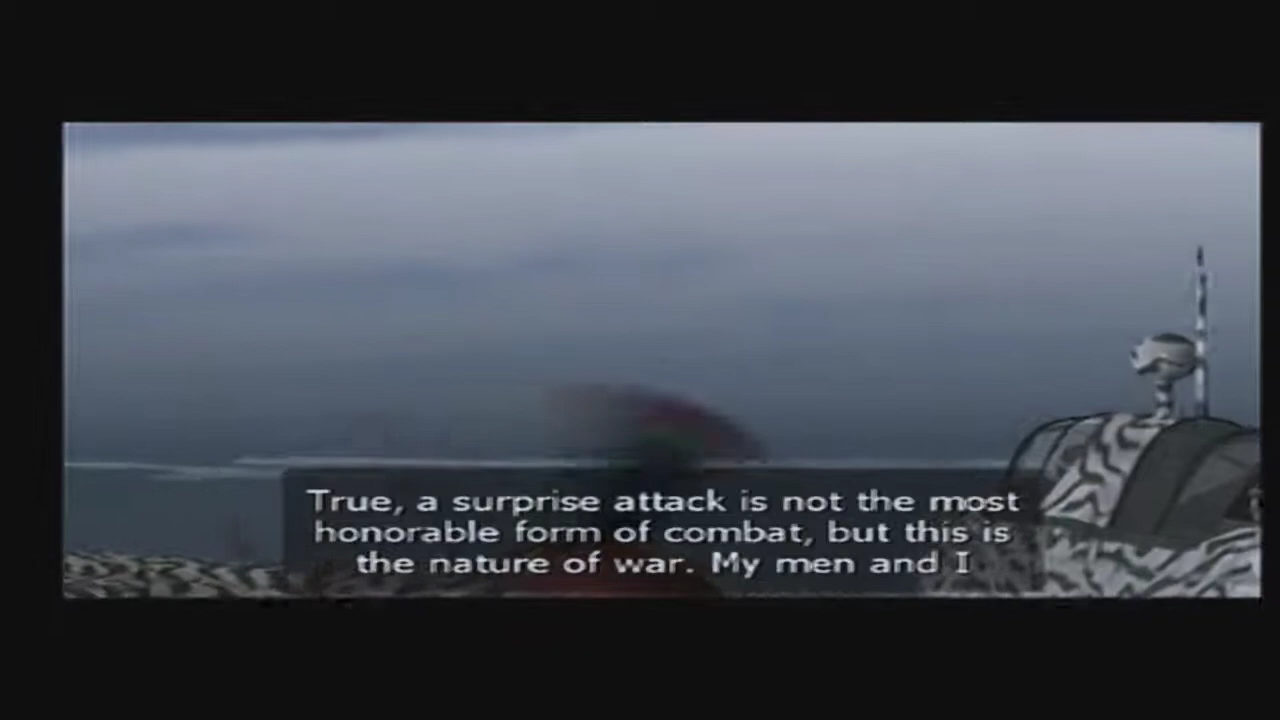 True, a surprise attack is not the most
honorable form of combat, but this is
the nature of war. My men and I